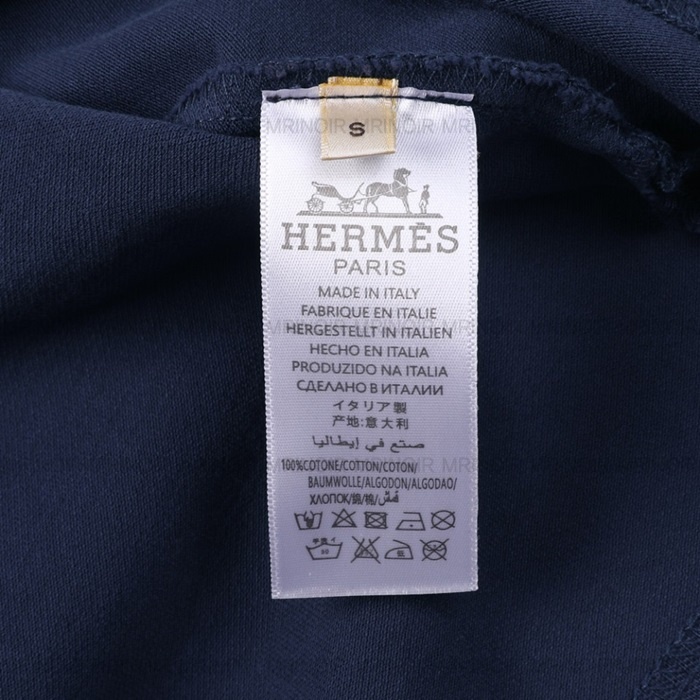 S
HERMÈS
PARIS
MADE IN ITALY
FABRIQUE EN ITALIE
HERGESTELLT IN ITALIEN
HECHO EN ITALIA
PRODUZIDO NA ITALIA
СДЕЛАНО В ИТАЛИИ
イタリア製
产地:意大利
صنع في إيطاليا
100%COTONE/COTTON/COTON/
BAUMWOLLE/ALGODON/ALGODAO/
ХЛОПОК/綿/棉/قماش
MRINOIR MRINOIR MRINOIR